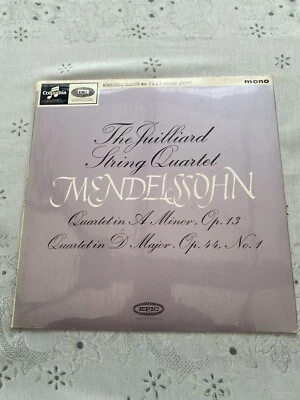 Columbia
EMI
mono
The Juilliard
String Quartet
MENDELSSOHN
Quartet in A Minor, Op. 13
Quartet in D Major, Op. 44, No. 1
EPIC